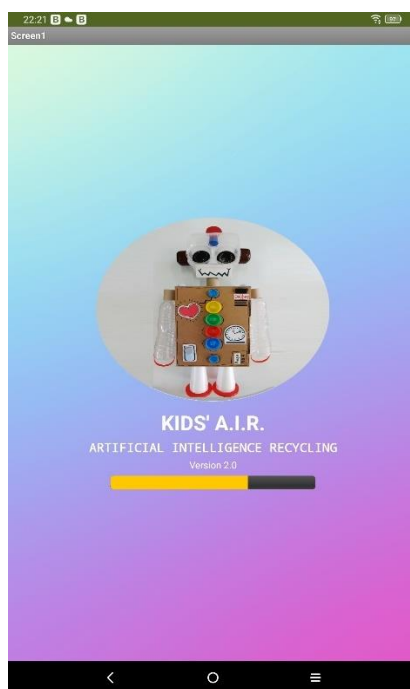 22:21
Screen1
KIDS' A.I.R.
ARTIFICIAL INTELLIGENCE RECYCLING
Version 2.0